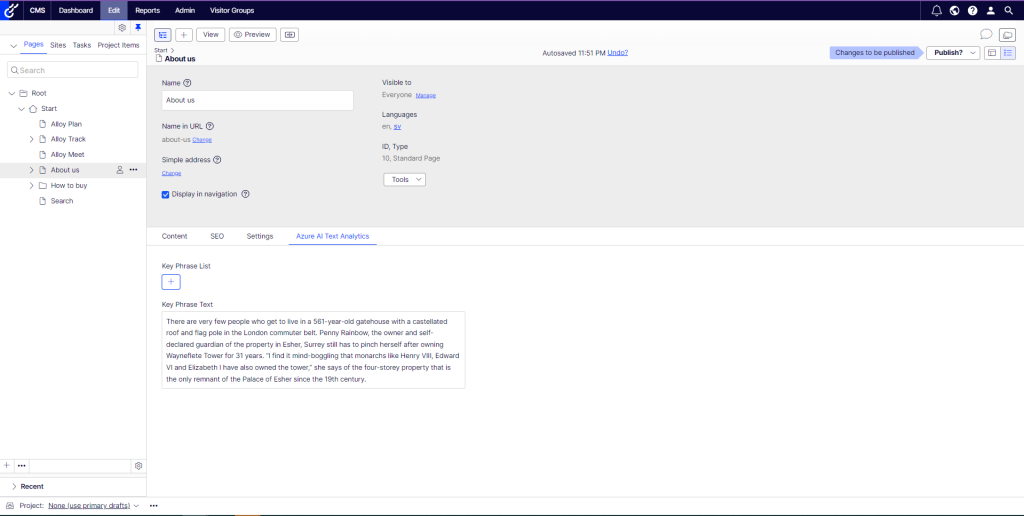 CMS Dashboard Edit Reports Admin Visitor Groups
Pages Sites Tasks Project Items
Search
Root
Start
Alloy Plan
Alloy Track
Alloy Meet
About us
How to buy
Search
Recent
Project: None (use primary drafts)
View Preview
Start
About us
Autosaved 11:51 PM Undo?
Changes to be published
Publish?
Name
About us
Name in URL
about-us Change
Simple address
Change
Display in navigation
Visible to
Everyone Manage
Languages
en, sv
ID, Type
10, Standard Page
Tools
Content SEO Settings Azure AI Text Analytics
Key Phrase List
Key Phrase Text
There are very few people who get to live in a 561-year-old gatehouse with a castellated
roof and flag pole in the London commuter belt. Penny Rainbow, the owner and self-
declared guardian of the property in Esher, Surrey still has to pinch herself after owning
Wayneflete Tower for 31 years. "I find it mind-boggling that monarchs like Henry VIII, Edward
VI and Elizabeth I have also owned the tower," she says of the four-storey property that is
the only remnant of the Palace of Esher since the 19th century.